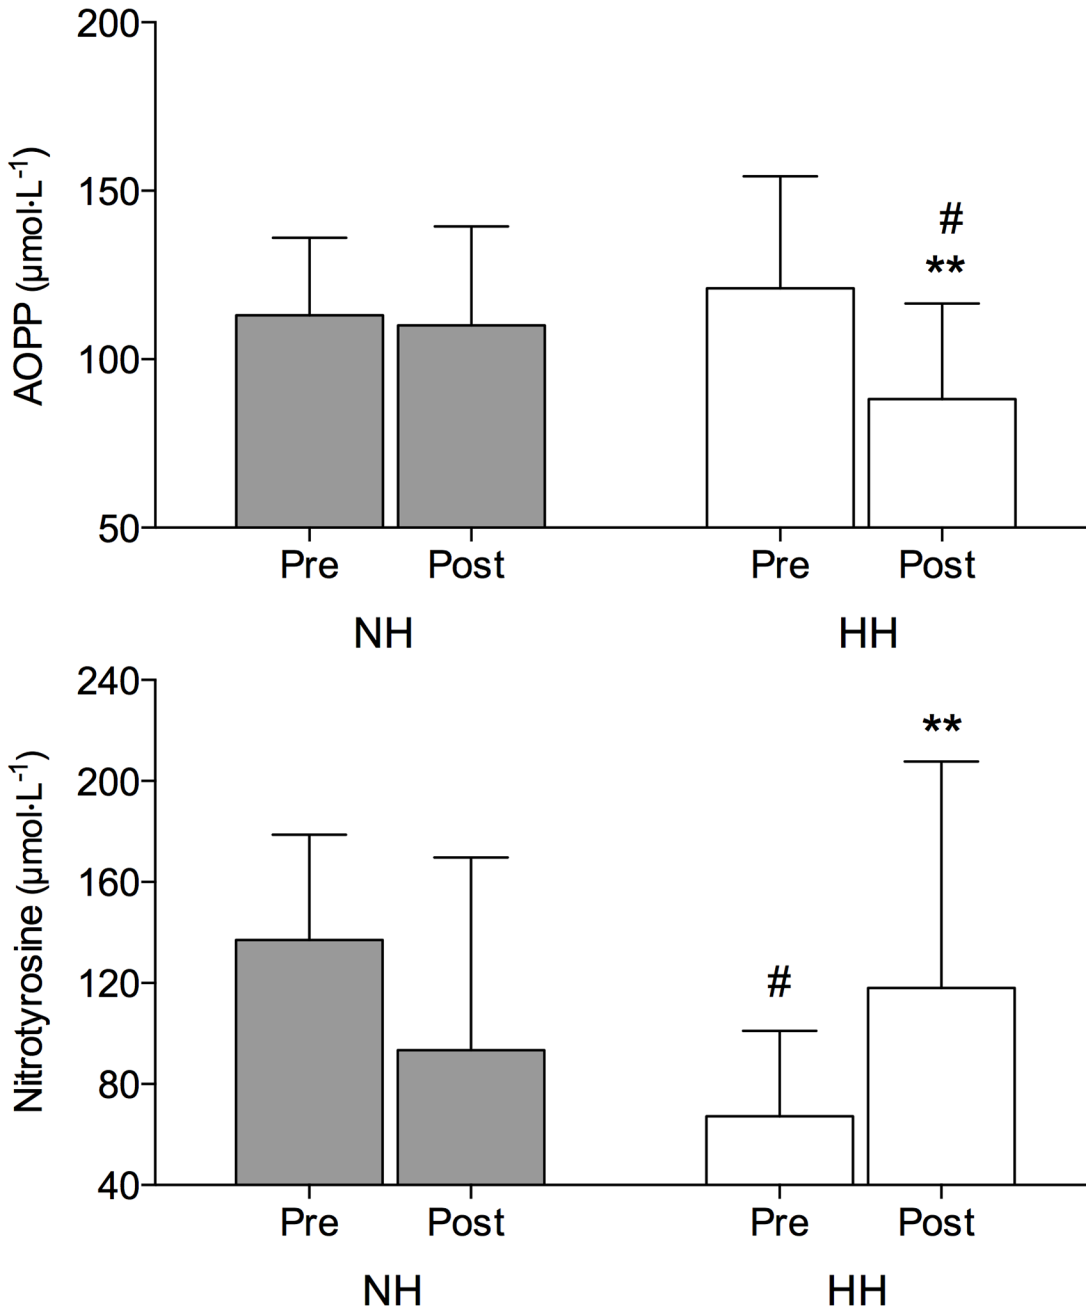 200
150
100
50
AOPP (µmol·L⁻¹)
#
**
Pre Post Pre Post
NH HH
240
200
160
120
80
40
Nitrotyrosine (µmol·L⁻¹)
**
#
Pre Post Pre Post
NH HH